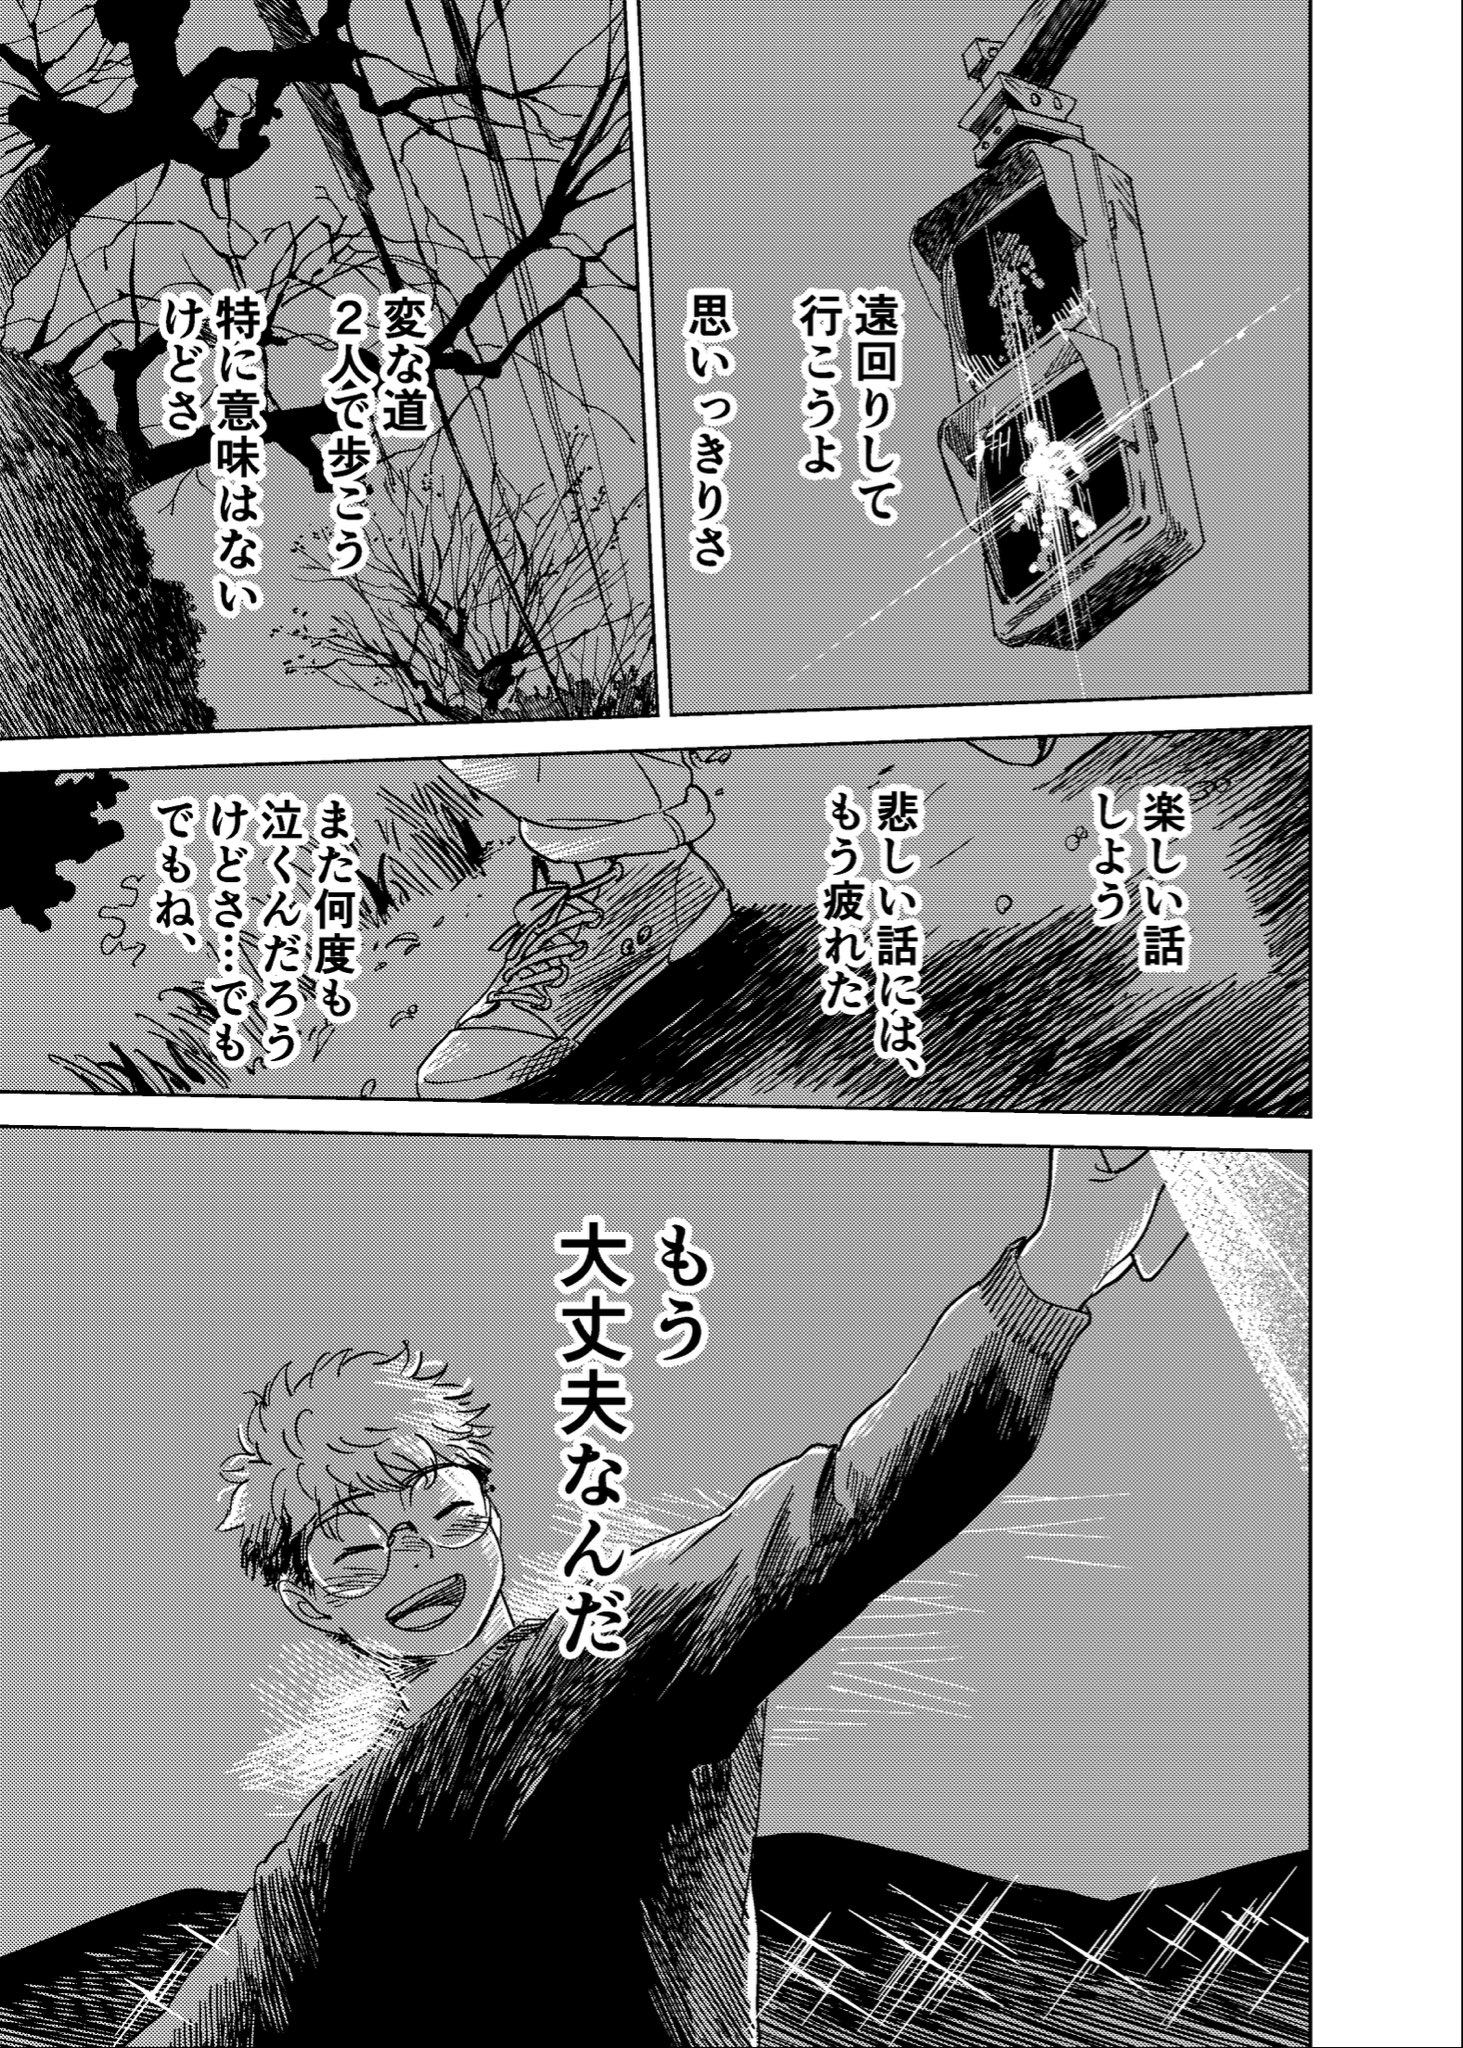 遠回りして
行こうよ
思いっきりさ
変な道
2人で歩こう
特に意味はない
けどさ
楽しい話
しよう
悲しい話には、
もう疲れた
また何度も
泣くんだろう
けどさ…でも
でもね、
もう
大丈夫なんだ